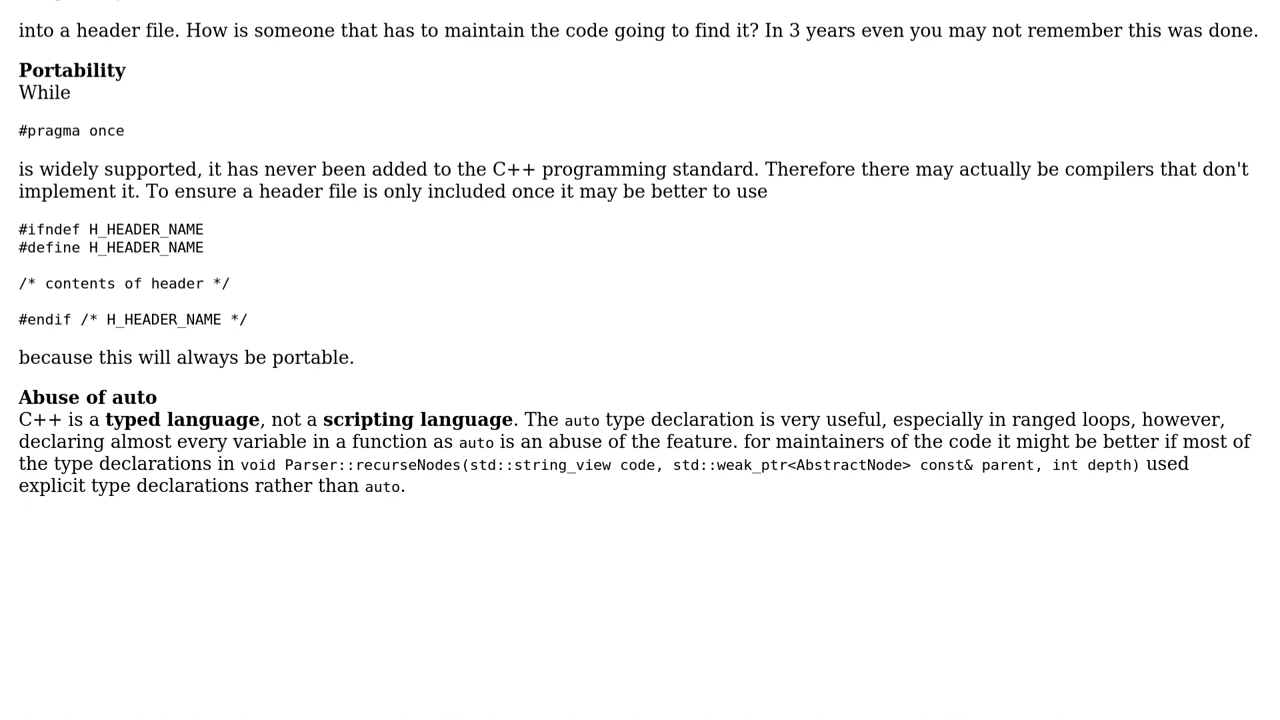 into a header file. How is someone that has to maintain the code going to find it? In 3 years even you may not remember this was done.
Portability
While
#pragma once
is widely supported, it has never been added to the C++ programming standard. Therefore there may actually be compilers that don't
implement it. To ensure a header file is only included once it may be better to use
#ifndef H_HEADER_NAME
#define H_HEADER_NAME
/* contents of header */
#endif /* H_HEADER_NAME */
because this will always be portable.
Abuse of auto
C++ is a typed language, not a scripting language. The auto type declaration is very useful, especially in ranged loops, however,
declaring almost every variable in a function as auto is an abuse of the feature. for maintainers of the code it might be better if most of
the type declarations in void Parser::recurseNodes(std::string_view code, std::weak_ptr<AbstractNode> const& parent, int depth) used
explicit type declarations rather than auto.